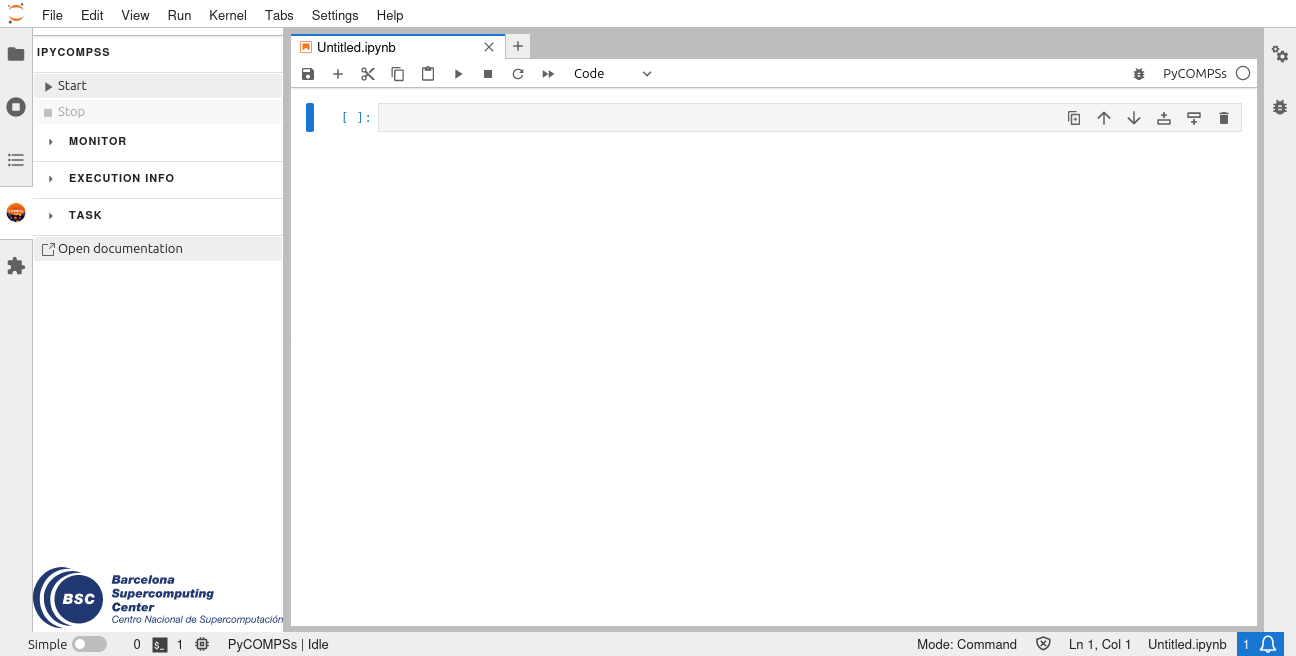 File Edit View Run Kernel Tabs Settings Help
IPYCOMPSS
Start
Stop
MONITOR
EXECUTION INFO
TASK
Open documentation
BSC
Barcelona
Supercomputing
Center
Centro Nacional de Supercomputación
Untitled.ipynb
Code
PyCOMPSs
[ ]:
Simple 0 $_ 1 PyCOMPSs | Idle Mode: Command Ln 1, Col 1 Untitled.ipynb 1